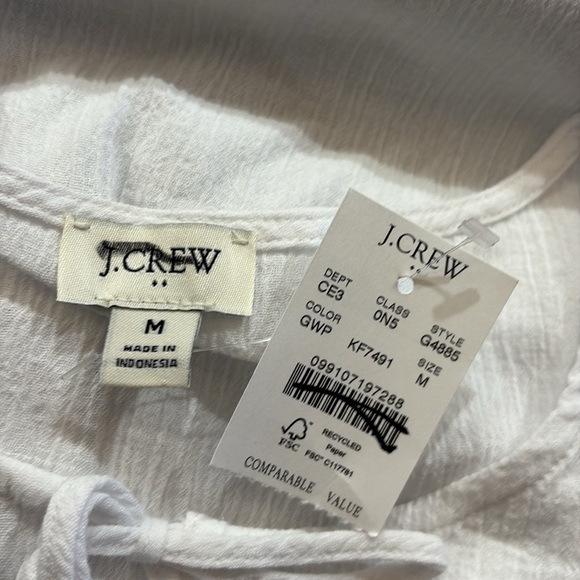 J.CREW
M
MADE IN
INDONESIA
J.CREW
DEPT CLASS STYLE
CE3 0N5 G4885
COLOR SIZE
GWP KF7491 M
099107197288
FSC
RECYCLED
Paper
FSC® C117781
COMPARABLE VALUE